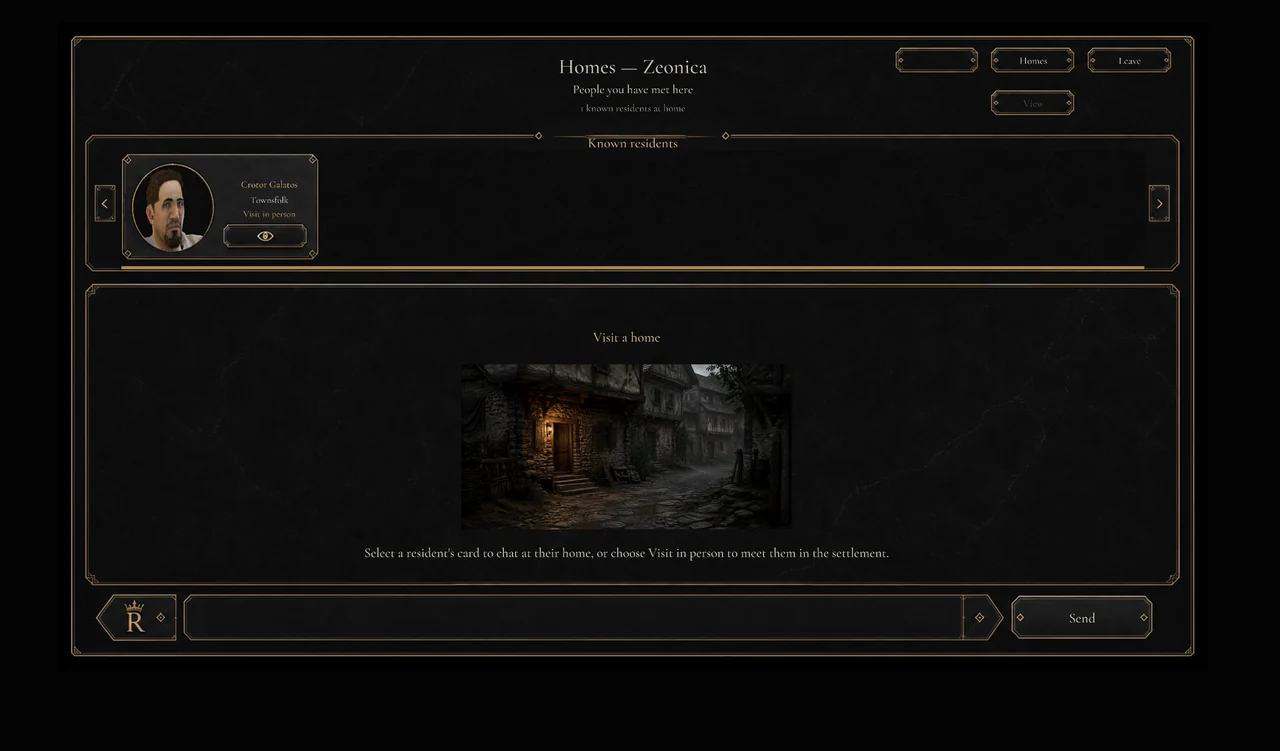 Homes — Zeonica
People you have met here
1 known residents at home
Homes
Leave
View
Known residents
Crotor Galatos
Townsfolk
Visit in person
Visit a home
Select a resident's card to chat at their home, or choose Visit in person to meet them in the settlement.
R
Send